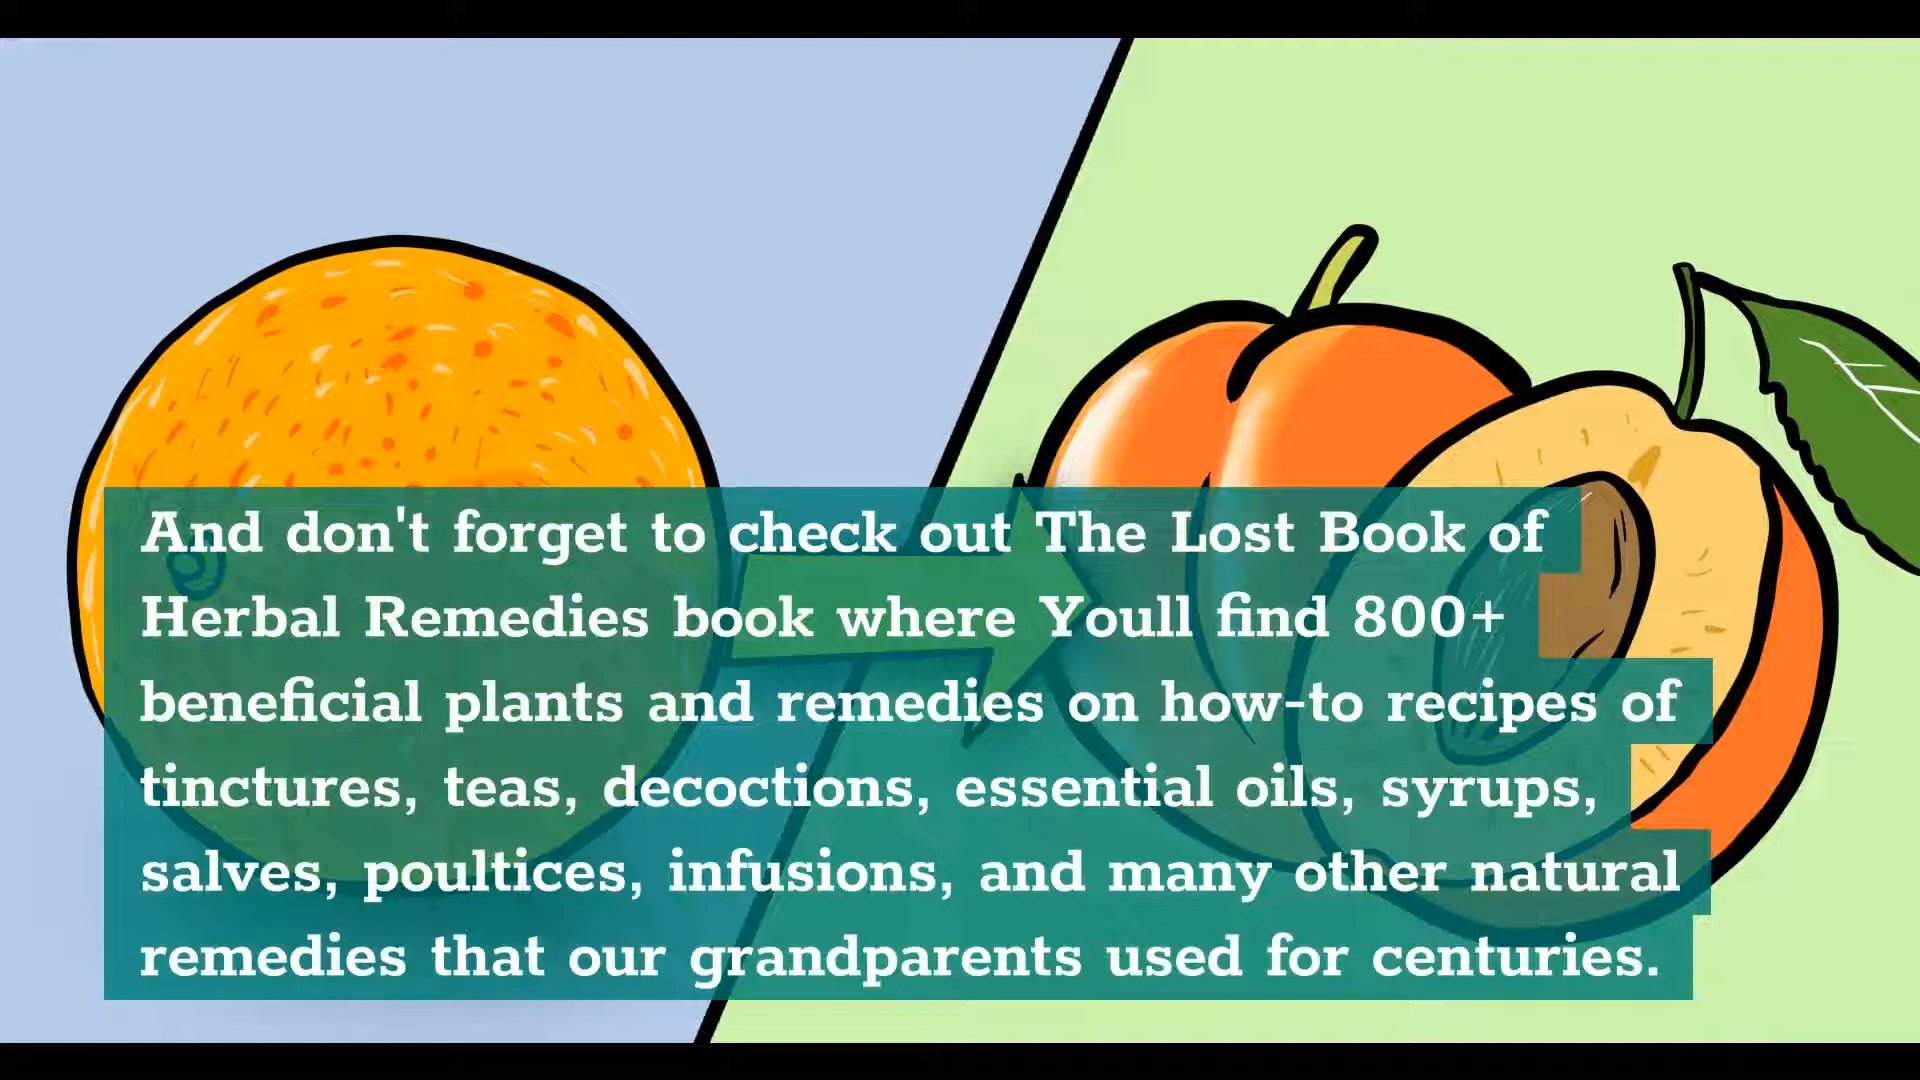 And don't forget to check out The Lost Book of
Herbal Remedies book where Youll find 800+
beneficial plants and remedies on how-to recipes of
tinctures, teas, decoctions, essential oils, syrups,
salves, poultices, infusions, and many other natural
remedies that our grandparents used for centuries.